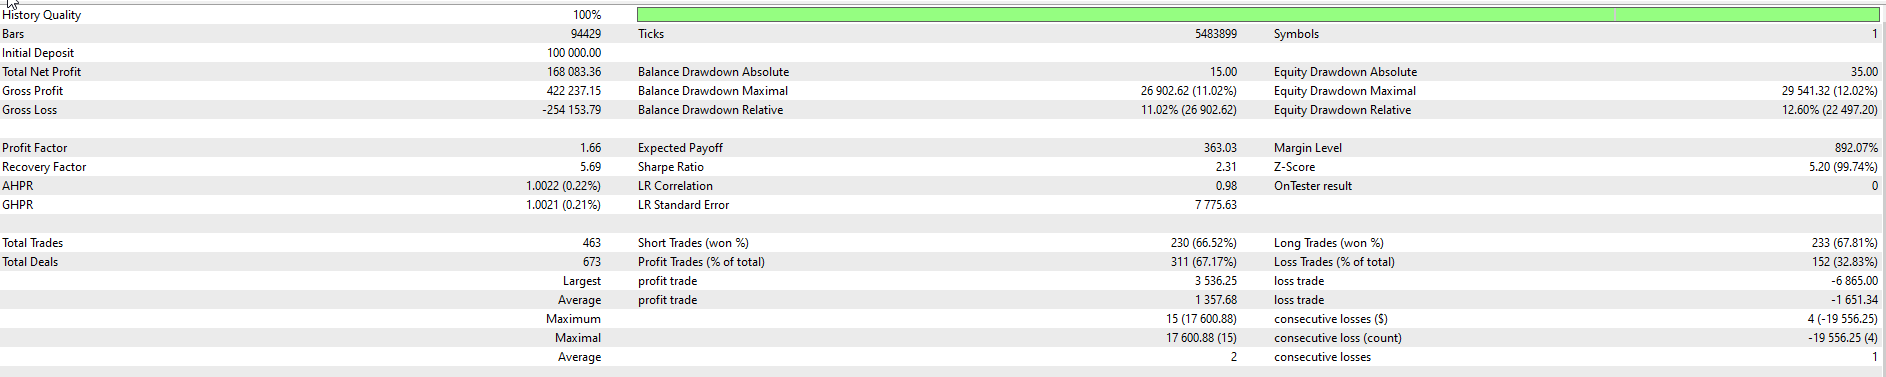 History Quality 100%
Bars 94429 Ticks 5483899 Symbols 1
Initial Deposit 100 000.00
Total Net Profit 168 083.36 Balance Drawdown Absolute 15.00 Equity Drawdown Absolute 35.00
Gross Profit 422 237.15 Balance Drawdown Maximal 26 902.62 (11.02%) Equity Drawdown Maximal 29 541.32 (12.02%)
Gross Loss -254 153.79 Balance Drawdown Relative 11.02% (26 902.62) Equity Drawdown Relative 12.60% (22 497.20)
Profit Factor 1.66 Expected Payoff 363.03 Margin Level 892.07%
Recovery Factor 5.69 Sharpe Ratio 2.31 Z-Score 5.20 (99.74%)
AHPR 1.0022 (0.22%) LR Correlation 0.98 OnTester result 0
GHPR 1.0021 (0.21%) LR Standard Error 7 775.63
Total Trades 463 Short Trades (won %) 230 (66.52%) Long Trades (won %) 233 (67.81%)
Total Deals 673 Profit Trades (% of total) 311 (67.17%) Loss Trades (% of total) 152 (32.83%)
Largest profit trade 3 536.25 loss trade -6 865.00
Average profit trade 1 357.68 loss trade -1 651.34
Maximum 15 (17 600.88) consecutive losses ($) 4 (-19 556.25)
Maximal 17 600.88 (15) consecutive loss (count) -19 556.25 (4)
Average 2 consecutive losses 1